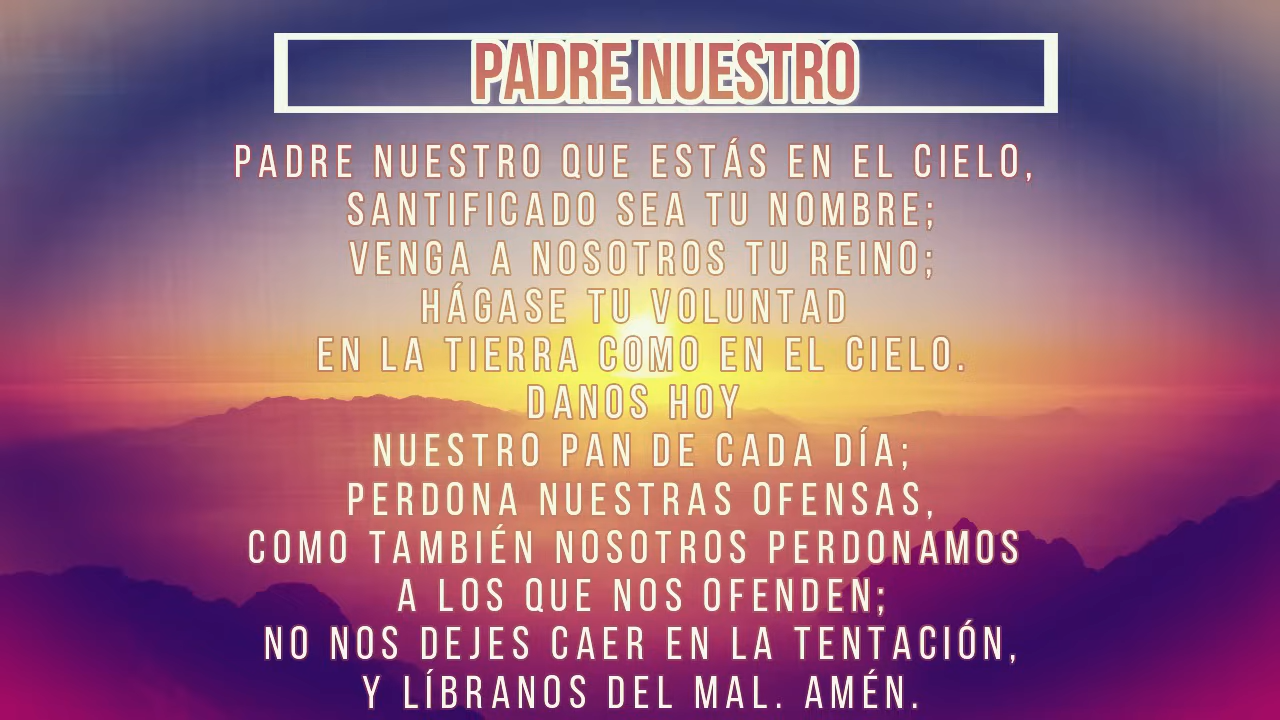 PADRE NUESTRO
PADRE NUESTRO QUE ESTÁS EN EL CIELO,
SANTIFICADO SEA TU NOMBRE;
VENGA A NOSOTROS TU REINO;
HÁGASE TU VOLUNTAD
EN LA TIERRA COMO EN EL CIELO.
DANOS HOY
NUESTRO PAN DE CADA DÍA;
PERDONA NUESTRAS OFENSAS,
COMO TAMBIÉN NOSOTROS PERDONAMOS
A LOS QUE NOS OFENDEN;
NO NOS DEJES CAER EN LA TENTACIÓN,
Y LÍBRANOS DEL MAL. AMÉN.